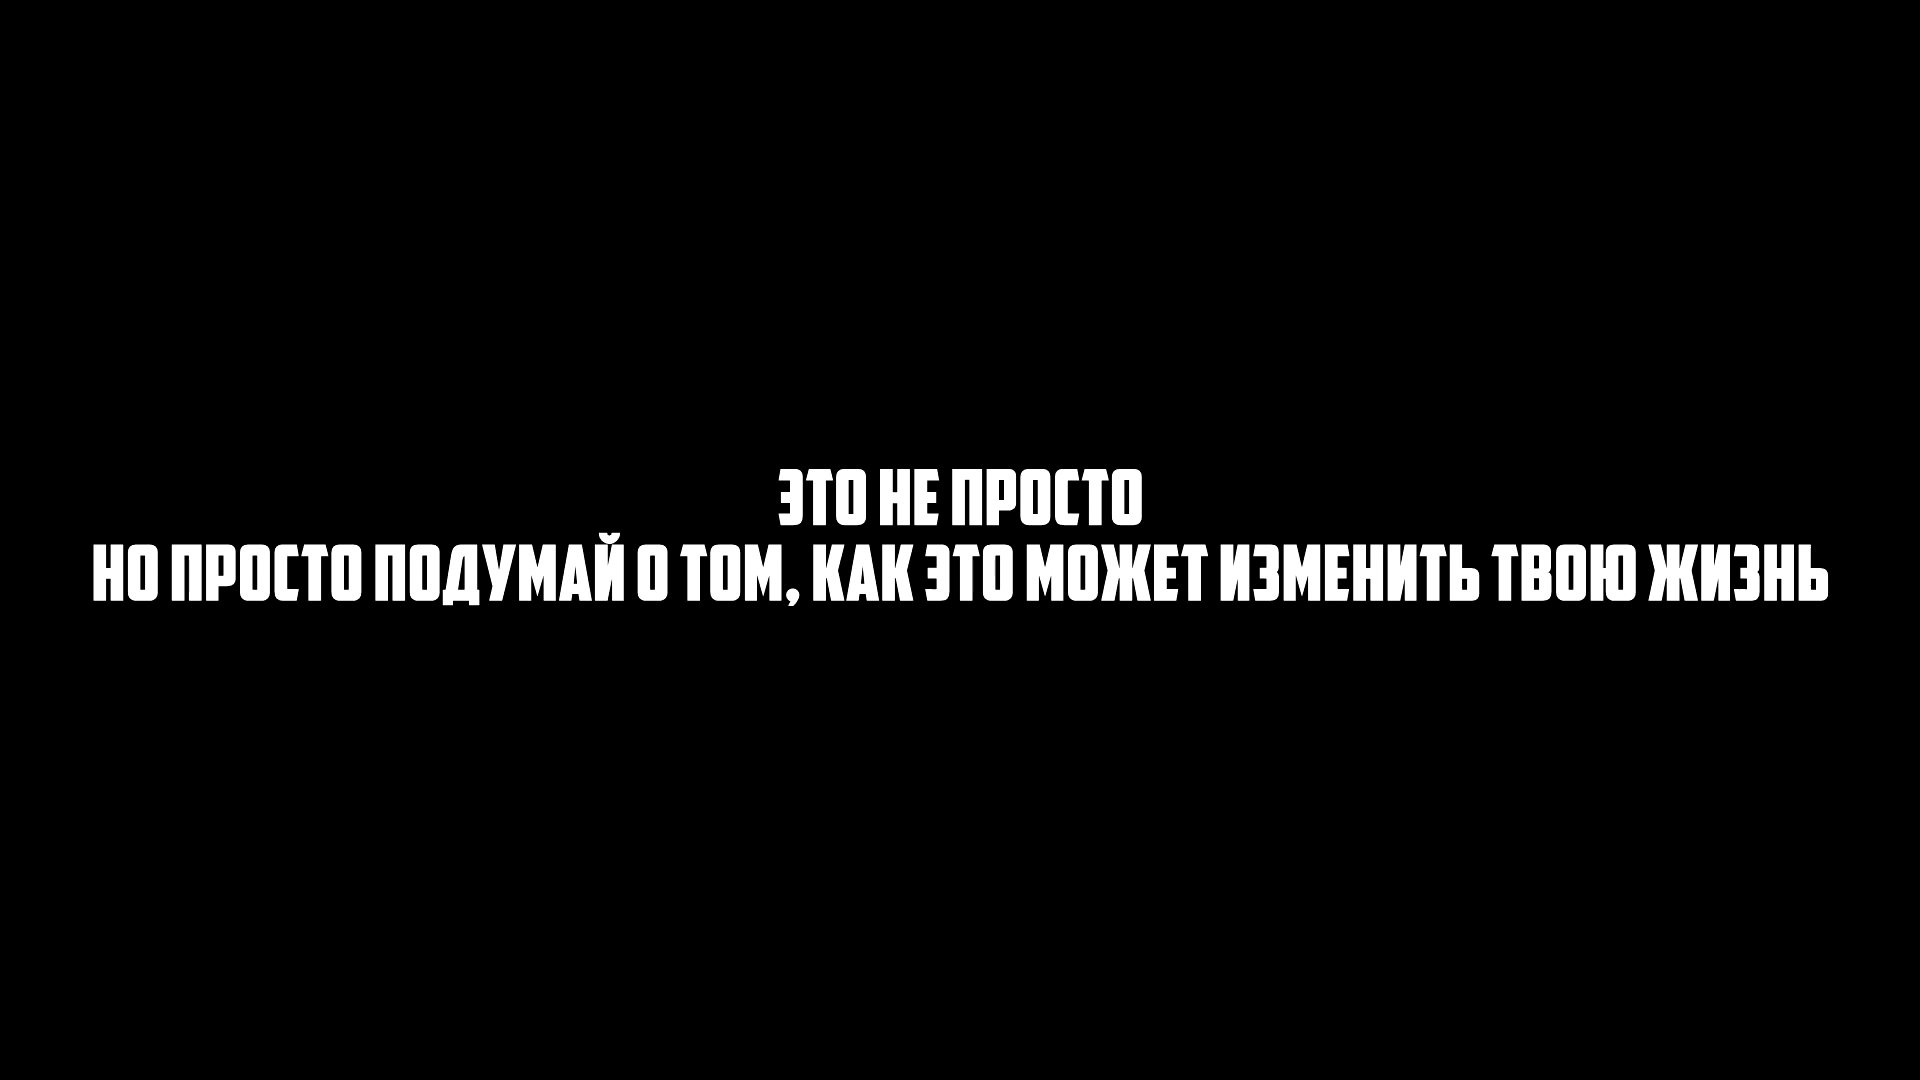 ЭТО НЕ ПРОСТО
НО ПРОСТО ПОДУМАЙ О ТОМ, КАК ЭТО МОЖЕТ ИЗМЕНИТЬ ТВОЮ ЖИЗНЬ